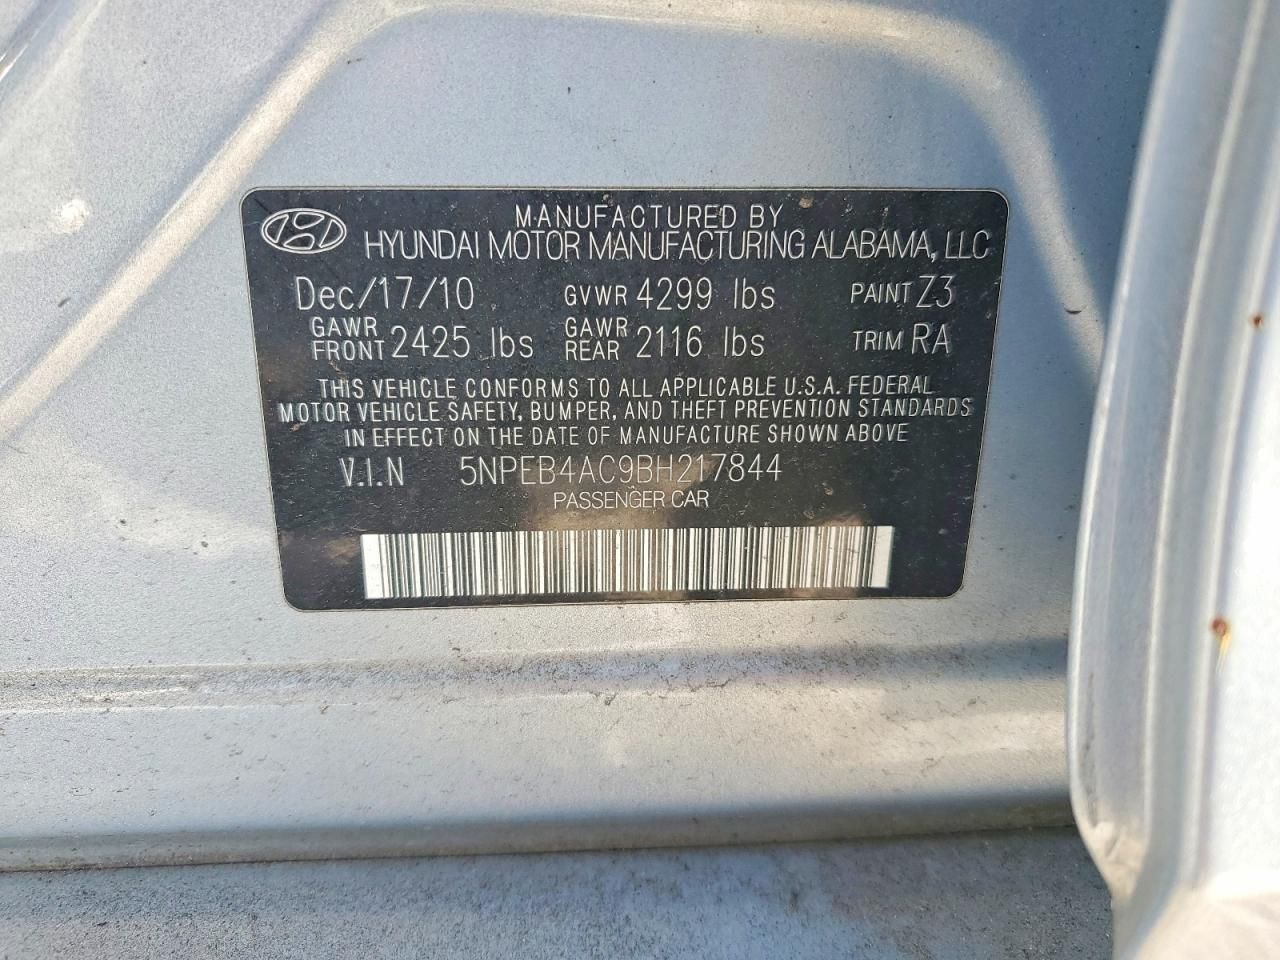 MANUFACTURED BY
HYUNDAI MOTOR MANUFACTURING ALABAMA, LLC
Dec/17/10 GVWR 4299 lbs PAINT Z3
GAWR FRONT 2425 lbs GAWR REAR 2116 lbs TRIM RA
THIS VEHICLE CONFORMS TO ALL APPLICABLE U.S.A. FEDERAL
MOTOR VEHICLE SAFETY, BUMPER, AND THEFT PREVENTION STANDARDS
IN EFFECT ON THE DATE OF MANUFACTURE SHOWN ABOVE
V.I.N 5NPEB4AC9BH217844
PASSENGER CAR